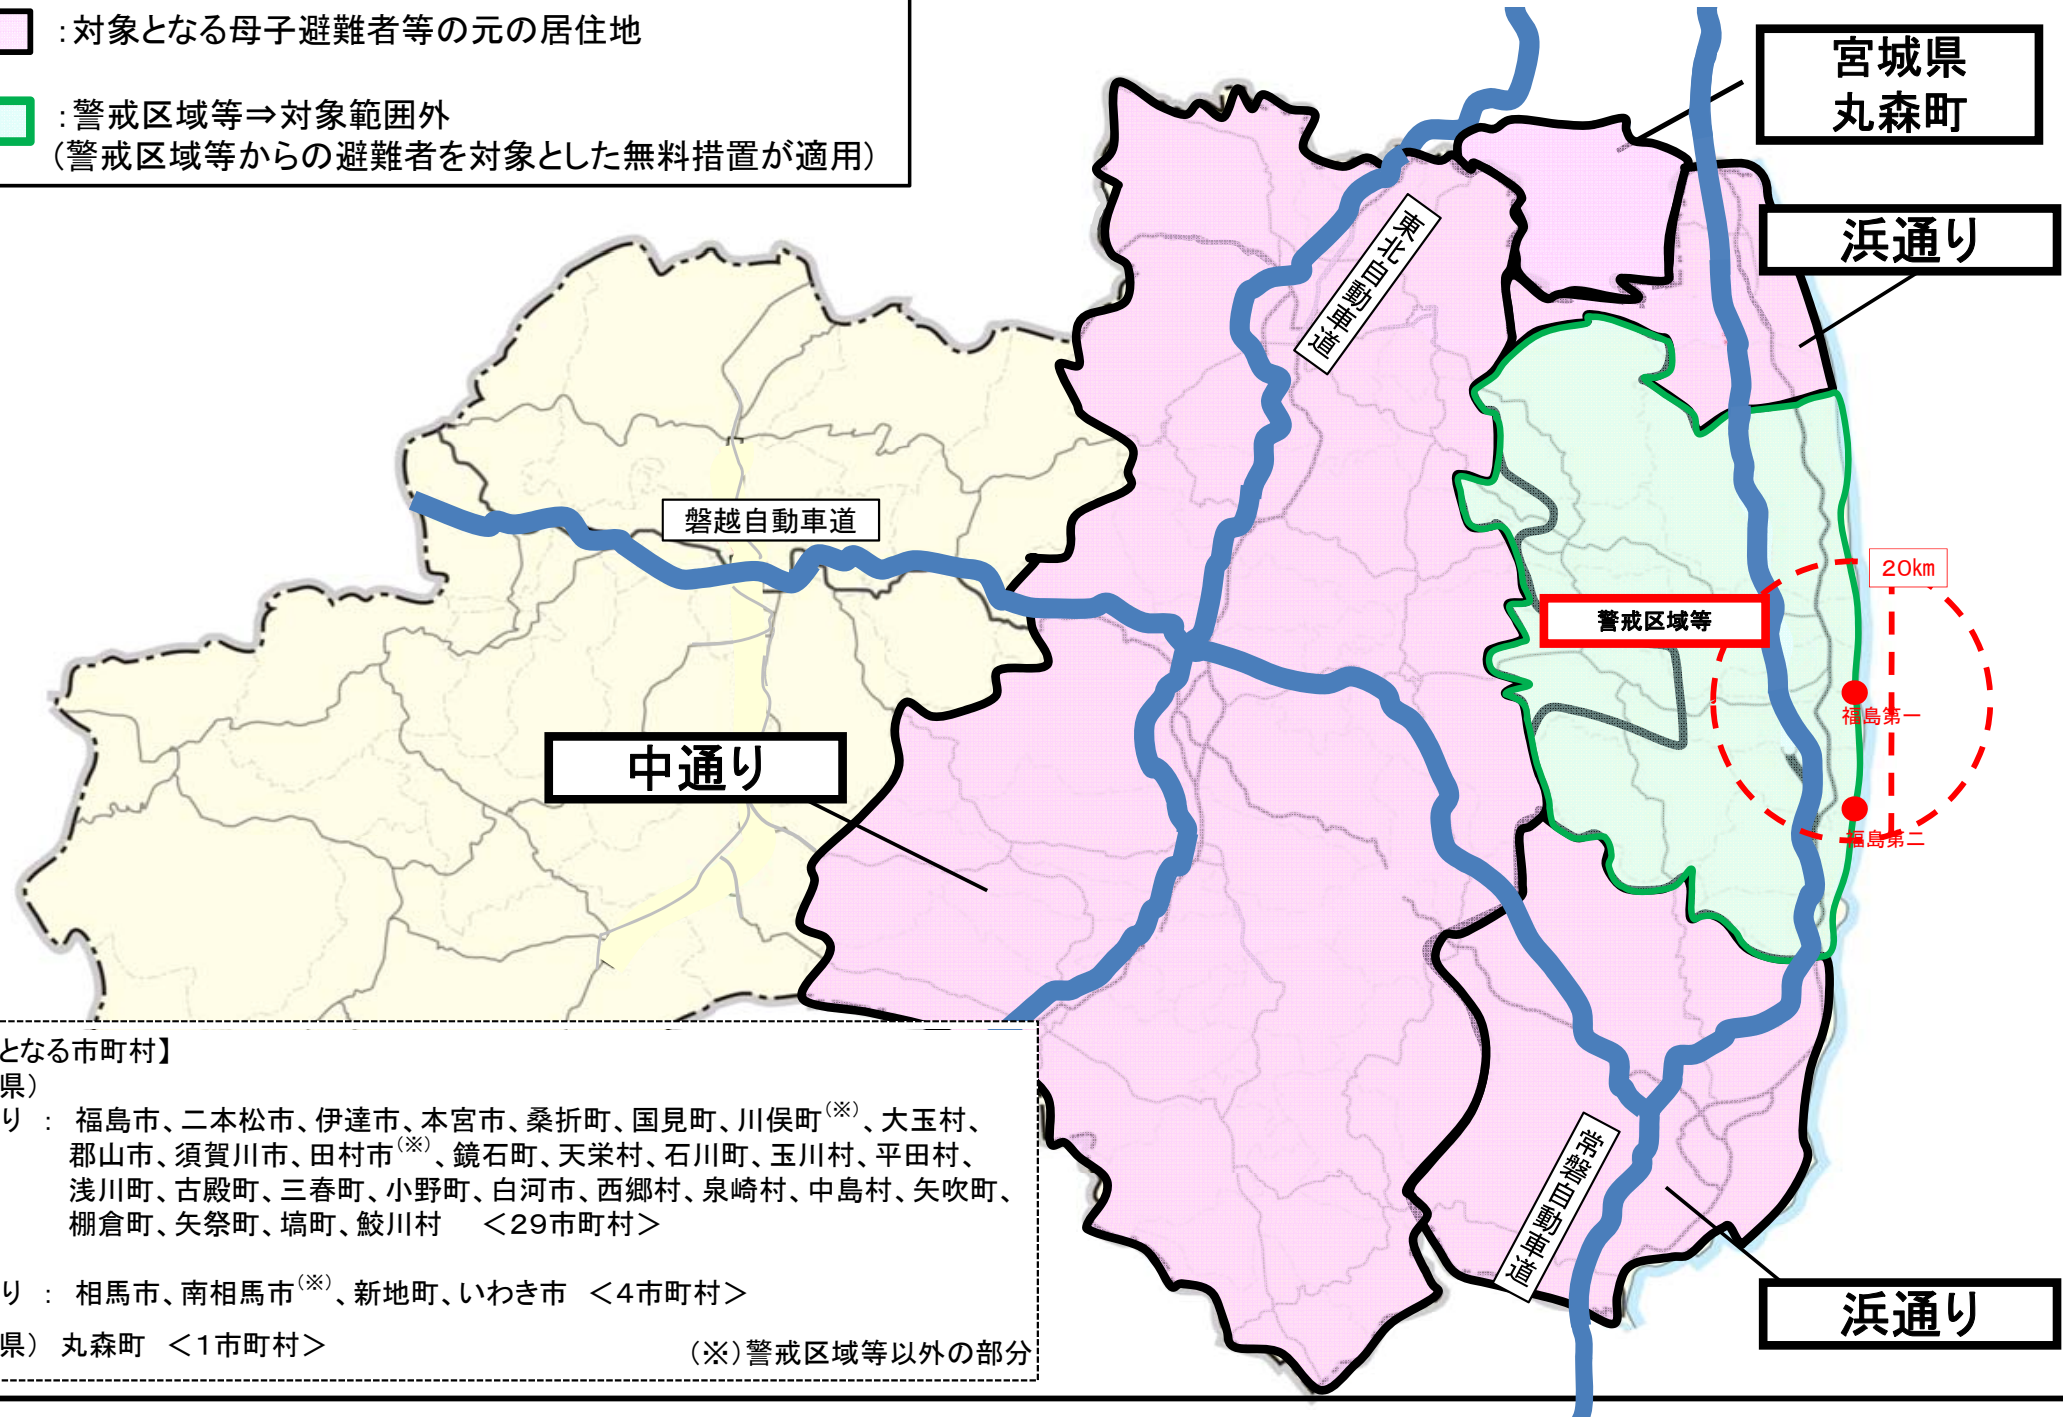 ：対象となる母子避難者等の元の居住地
：警戒区域等⇒対象範囲外
（警戒区域等からの避難者を対象とした無料措置が適用）
宮城県
丸森町
浜通り
東北自動車道
磐越自動車道
20km
警戒区域等
福島第一
中通り
福島第二
となる市町村】
県）
り ： 福島市、二本松市、伊達市、本宮市、桑折町、国見町、川俣町（※）、大玉村、
郡山市、須賀川市、田村市（※）、鏡石町、天栄村、石川町、玉川村、平田村、
浅川町、古殿町、三春町、小野町、白河市、西郷村、泉崎村、中島村、矢吹町、
棚倉町、矢祭町、塙町、鮫川村 ＜29市町村＞
り ： 相馬市、南相馬市（※）、新地町、いわき市 ＜4市町村＞
県） 丸森町 ＜1市町村＞
（※）警戒区域等以外の部分
常磐自動車道
浜通り